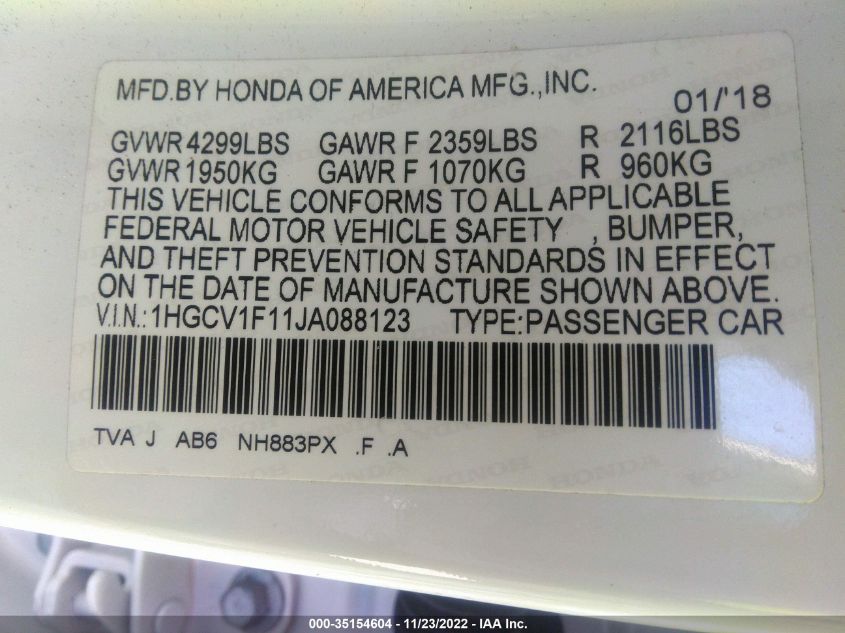 MFD.BY HONDA OF AMERICA MFG.,INC. 01/'18
GVWR 4299LBS GAWR F 2359LBS R 2116LBS
GVWR 1950KG GAWR F 1070KG R 960KG
THIS VEHICLE CONFORMS TO ALL APPLICABLE
FEDERAL MOTOR VEHICLE SAFETY , BUMPER,
AND THEFT PREVENTION STANDARDS IN EFFECT
ON THE DATE OF MANUFACTURE SHOWN ABOVE.
V.I.N.:1HGCV1F11JA088123 TYPE:PASSENGER CAR
TVA J AB6 NH883PX .F .A
000-35154604 - 11/23/2022 - IAA Inc.